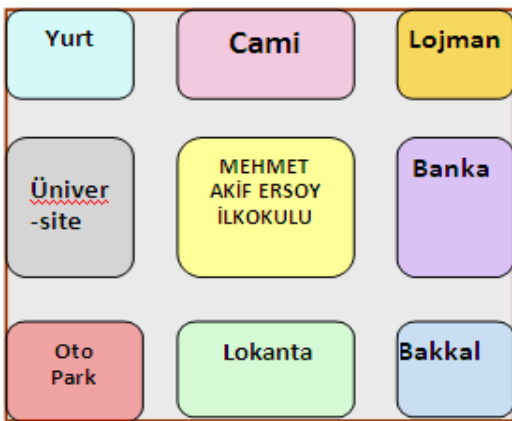 Yurt
Cami
Lojman
Üniver
-site
MEHMET
AKİF ERSOY
İLKOKULU
Banka
Oto
Park
Lokanta
Bakkal